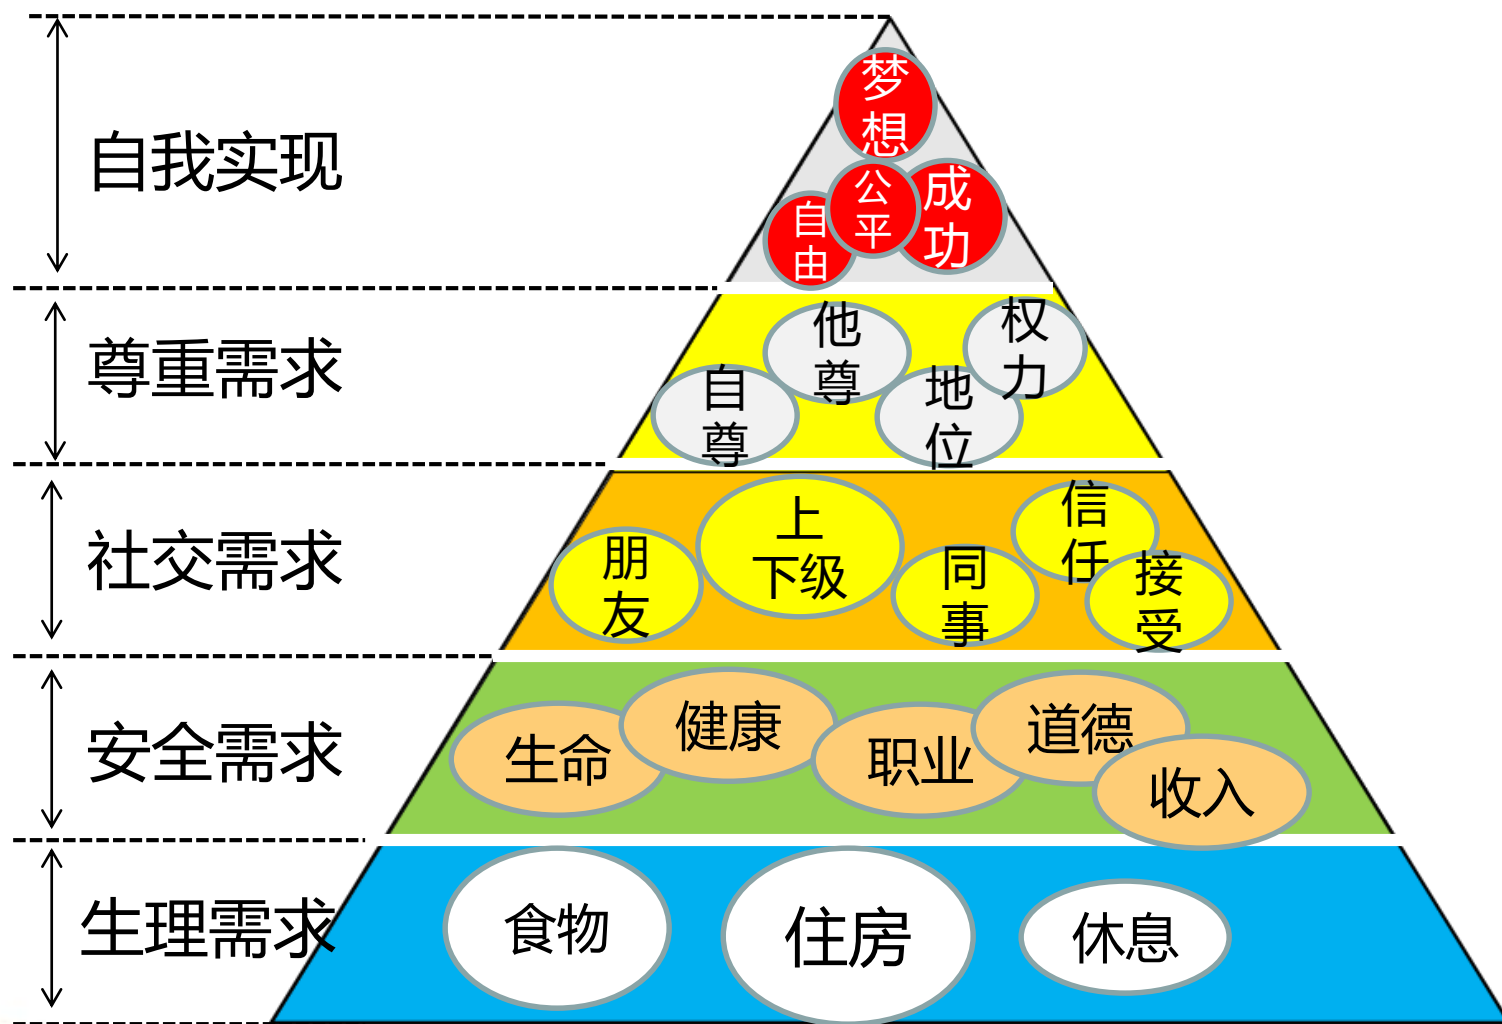 自我实现
梦
想
公
平
成
功
自
由
尊重需求
他
尊
权
力
自
尊
地
位
社交需求
朋
友
上
下级
同
事
信
任
接
受
安全需求
生命
健康
职业
道德
收入
生理需求
食物
住房
休息